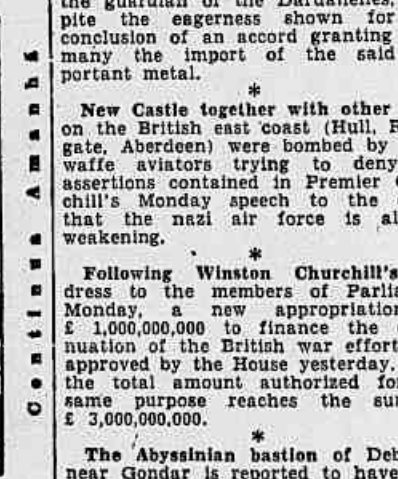 the guardian of the Dardanelles,
pite the eagerness shown for
conclusion of an accord granting
many the import of the said
portant metal.
*
New Castle together with other
on the British east coast (Hull, R
gate, Aberdeen) were bombed by
waffe aviators trying to deny
assertions contained in Premier C
chill's Monday speech to the
that the nazi air force is al
weakening.
*
Following Winston Churchill's
dress to the members of Parlia
Monday, a new appropriation
£ 1,000,000,000 to finance the
nuation of the British war effort
approved by the House yesterday.
the total amount authorized fo
same purpose reaches the su
£ 3,000,000,000.
*
The Abyssinian bastion of Deb
near Gondar is reported to have
Continua Amanhã